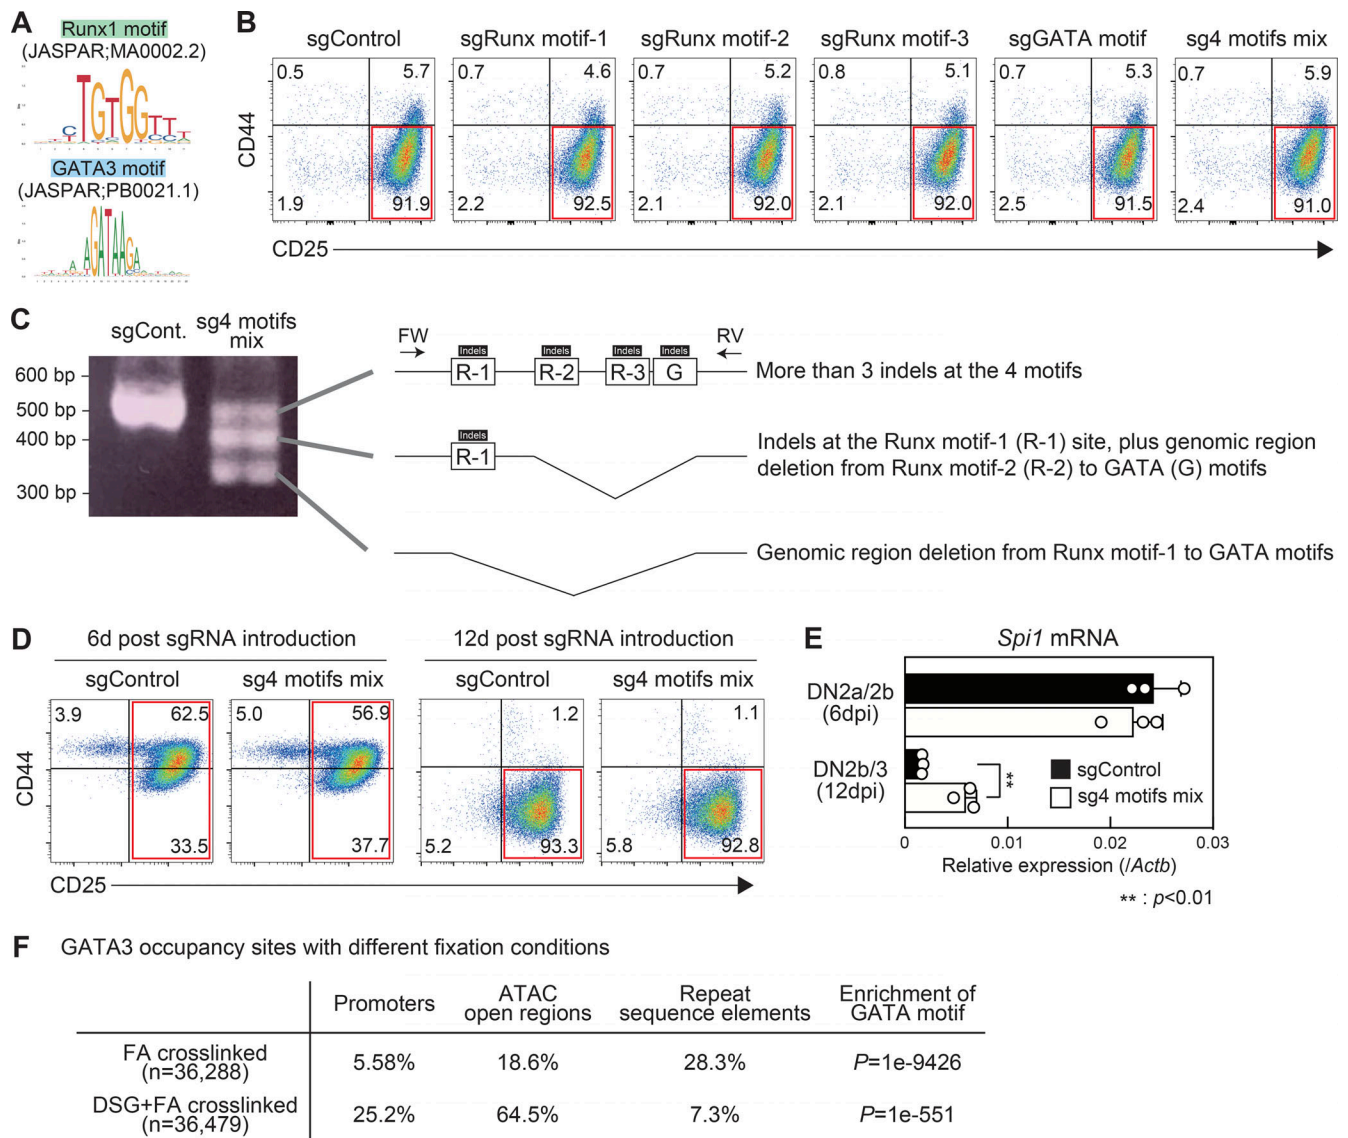 A
Runx1 motif
(JASPAR;MA0002.2)
GATA3 motif
(JASPAR;PB0021.1)
B
sgControl
sgRunx motif-1
sgRunx motif-2
sgRunx motif-3
sgGATA motif
sg4 motifs mix
0.5 5.7
1.9 91.9
0.7 4.6
2.2 92.5
0.7 5.2
2.1 92.0
0.8 5.1
2.1 92.0
0.7 5.3
2.5 91.5
0.7 5.9
2.4 91.0
CD44
CD25
C
sgCont.
sg4 motifs
mix
600 bp
500 bp
400 bp
300 bp
FW
RV
Indels Indels Indels Indels
R-1 R-2 R-3 G
More than 3 indels at the 4 motifs
Indels
R-1
Indels at the Runx motif-1 (R-1) site, plus genomic region
deletion from Runx motif-2 (R-2) to GATA (G) motifs
Genomic region deletion from Runx motif-1 to GATA motifs
D
6d post sgRNA introduction
12d post sgRNA introduction
sgControl
sg4 motifs mix
sgControl
sg4 motifs mix
3.9 62.5
33.5
5.0 56.9
37.7
1.2
5.2 93.3
1.1
5.8 92.8
CD44
CD25
E
Spi1 mRNA
DN2a/2b
(6dpi)
DN2b/3
(12dpi)
**
sgControl
sg4 motifs mix
0 0.01 0.02 0.03
Relative expression (/Actb)
** : p<0.01
F GATA3 occupancy sites with different fixation conditions
Promoters
ATAC
open regions
Repeat
sequence elements
Enrichment of
GATA motif
FA crosslinked
(n=36,288)
5.58% 18.6% 28.3% P=1e-9426
DSG+FA crosslinked
(n=36,479)
25.2% 64.5% 7.3% P=1e-551